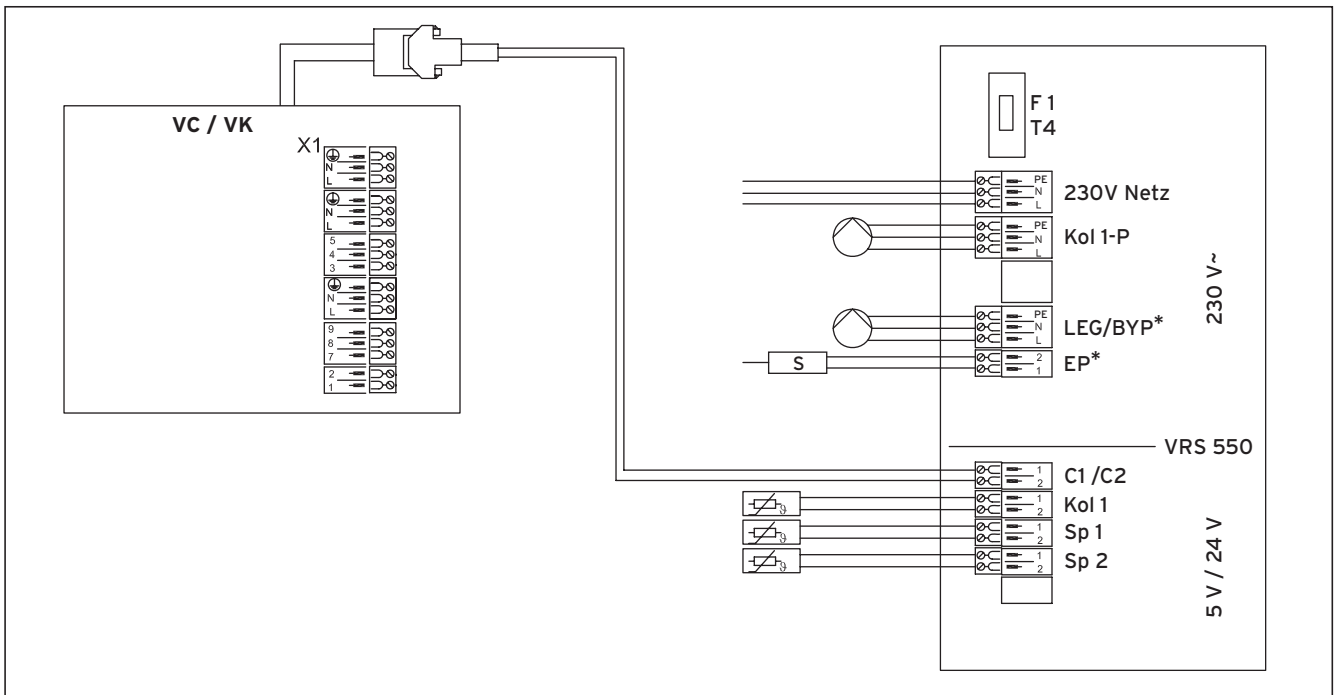 VC / VK
X1
N
L
N
L
5
4
3
N
L
9
8
7
2
1
F 1
T4
PE
N
L
230V Netz
PE
N
L
Kol 1-P
PE
N
L
LEG/BYP*
2
1
EP*
S
230 V~
VRS 550
1
2
C1 /C2
1
2
Kol 1
ϑ
1
2
Sp 1
ϑ
1
2
Sp 2
ϑ
5 V / 24 V